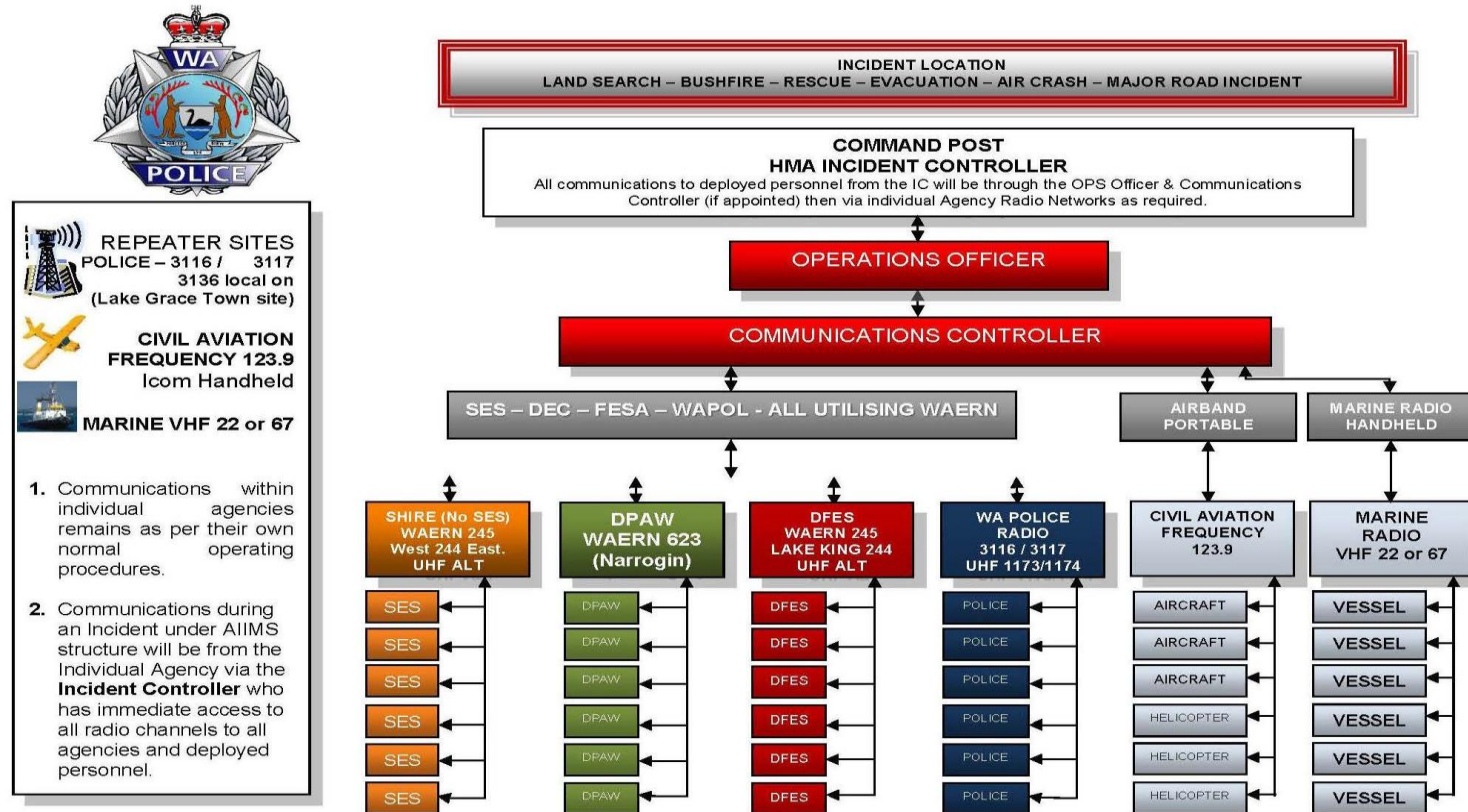 WA
POLICE
INCIDENT LOCATION
LAND SEARCH – BUSHFIRE – RESCUE – EVACUATION – AIR CRASH – MAJOR ROAD INCIDENT
COMMAND POST
HMA INCIDENT CONTROLLER
All communications to deployed personnel from the IC will be through the OPS Officer & Communications
Controller (if appointed) then via individual Agency Radio Networks as required.
OPERATIONS OFFICER
COMMUNICATIONS CONTROLLER
SES – DEC – FESA – WAPOL - ALL UTILISING WAERN
AIRBAND
PORTABLE
MARINE RADIO
HANDHELD
REPEATER SITES
POLICE – 3116 / 3117
3136 local on
(Lake Grace Town site)
CIVIL AVIATION
FREQUENCY 123.9
Icom Handheld
MARINE VHF 22 or 67
1. Communications within
individual agencies
remains as per their own
normal operating
procedures.
2. Communications during
an Incident under AIIMS
structure will be from the
Individual Agency via the
Incident Controller who
has immediate access to
all radio channels to all
agencies and deployed
personnel.
SHIRE (No SES)
WAERN 245
West 244 East.
UHF ALT
SES
SES
SES
SES
SES
SES
DPAW
WAERN 623
(Narrogin)
DPAW
DPAW
DPAW
DPAW
DPAW
DPAW
DFES
WAERN 245
LAKE KING 244
UHF ALT
DFES
DFES
DFES
DFES
DFES
DFES
WA POLICE
RADIO
3116 / 3117
UHF 1173/1174
POLICE
POLICE
POLICE
POLICE
POLICE
POLICE
CIVIL AVIATION
FREQUENCY
123.9
AIRCRAFT
AIRCRAFT
AIRCRAFT
HELICOPTER
HELICOPTER
HELICOPTER
MARINE
RADIO
VHF 22 or 67
VESSEL
VESSEL
VESSEL
VESSEL
VESSEL
VESSEL